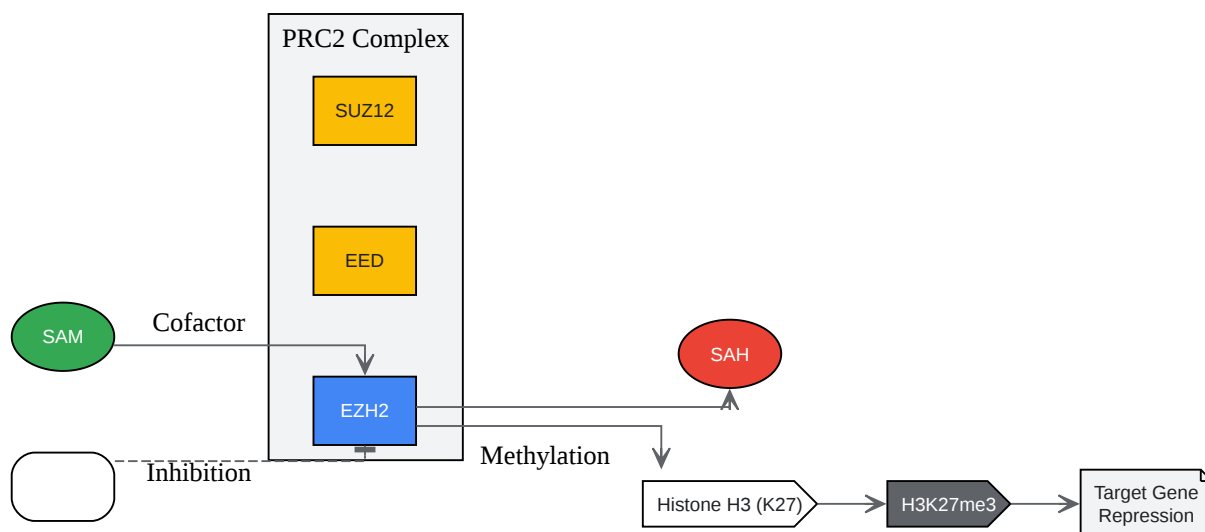 PRC2 Complex
SUZ12
EED
SAM
Cofactor
SAH
EZH2
Inhibition
Methylation
Histone H3 (K27)
H3K27me3
Target Gene
Repression